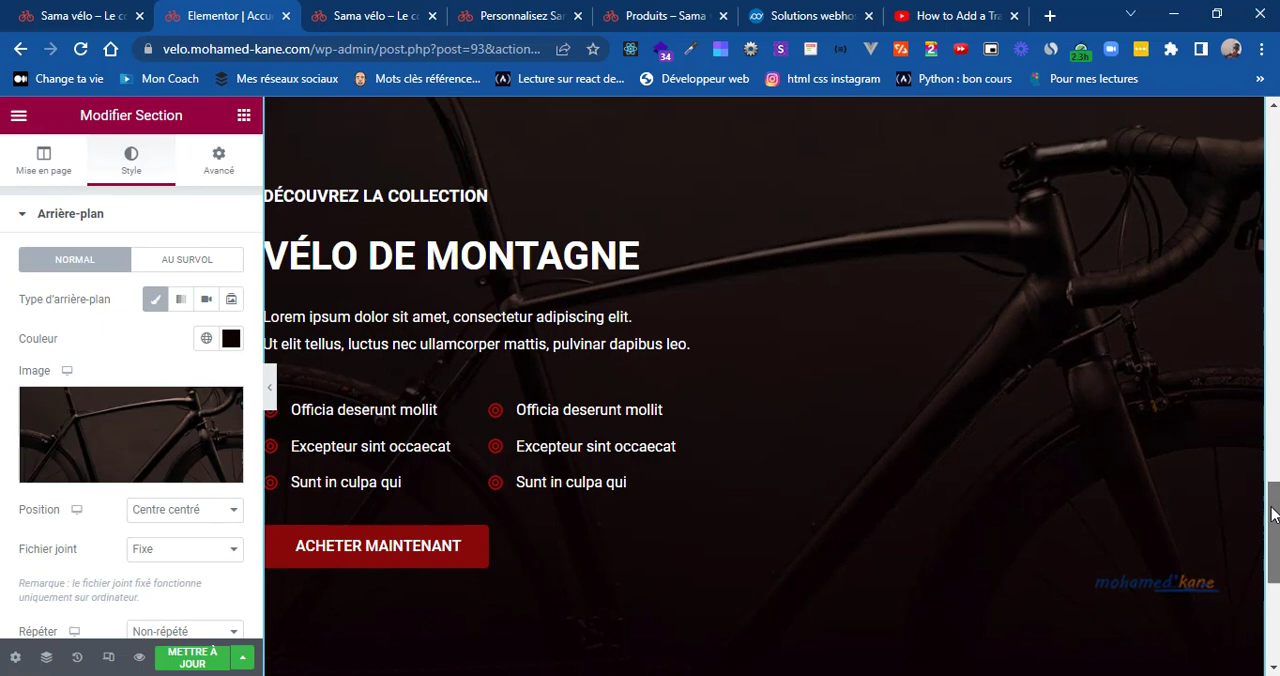 Sama vélo – Le c
Elementor | Accu
Sama vélo – Le c
Personnalisez Sa
Produits – Sama
Solutions webhos
How to Add a Tra
velo.mohamed-kane.com/wp-admin/post.php?post=93&action...
34
2.3h
Change ta vie
Mon Coach
Mes réseaux sociaux
Mots clés référence...
Lecture sur react de...
Développeur web
html css instagram
Python : bon cours
Pour mes lectures
»
Modifier Section
Mise en page
Style
Avancé
Arrière-plan
NORMAL
AU SURVOL
Type d'arrière-plan
Couleur
Image
Position
Centre centré
Fichier joint
Fixe
Remarque : le fichier joint fixé fonctionne
uniquement sur ordinateur.
Répéter
Non-répété
METTRE À
JOUR
DÉCOUVREZ LA COLLECTION
VÉLO DE MONTAGNE
Lorem ipsum dolor sit amet, consectetur adipiscing elit.
Ut elit tellus, luctus nec ullamcorper mattis, pulvinar dapibus leo.
Officia deserunt mollit
Officia deserunt mollit
Excepteur sint occaecat
Excepteur sint occaecat
Sunt in culpa qui
Sunt in culpa qui
ACHETER MAINTENANT
mohamed'kane